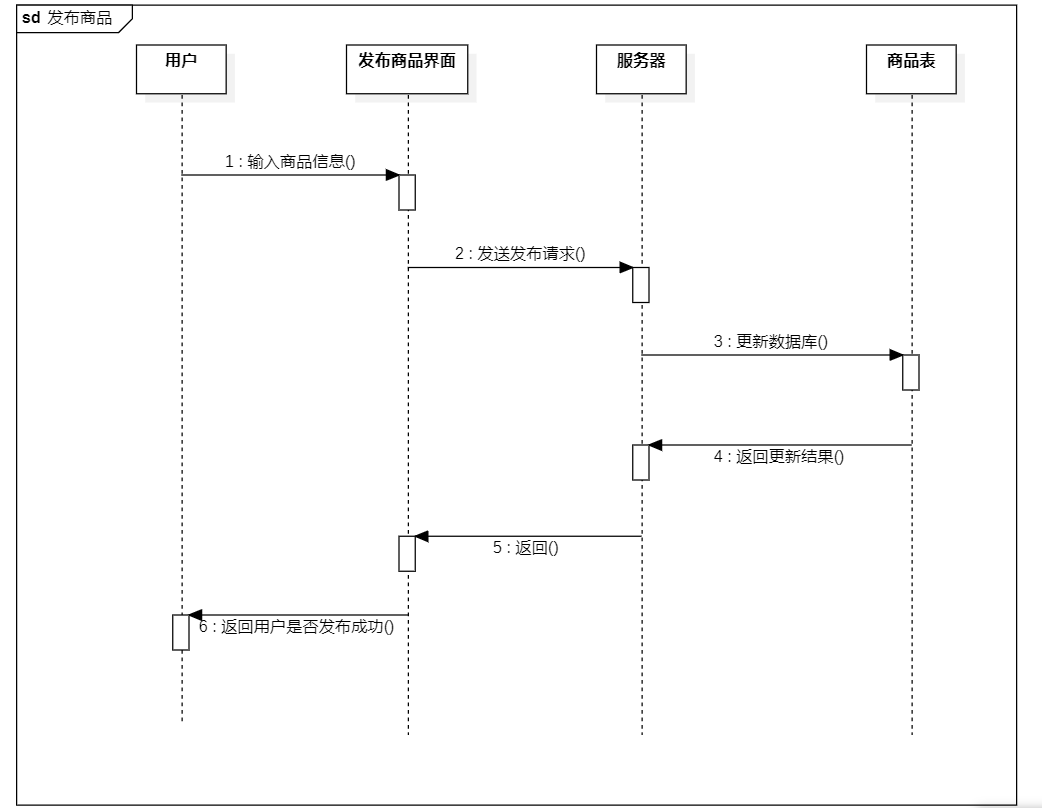 sd 发布商品
用户
发布商品界面
服务器
商品表
1 : 输入商品信息()
2 : 发送发布请求()
3 : 更新数据库()
4 : 返回更新结果()
5 : 返回()
6 : 返回用户是否发布成功()